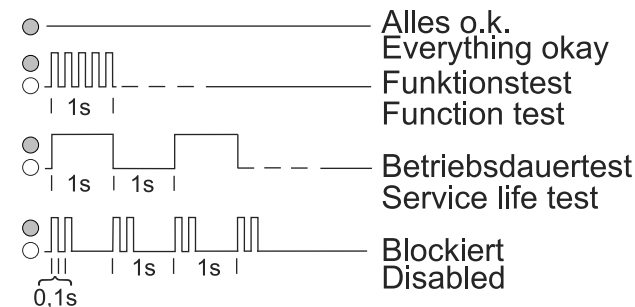 Alles o.k.
Everything okay
Funktionstest
Function test
1s
Betriebsdauertest
Service life test
1s 1s
Blockiert
Disabled
1s 1s
0,1s